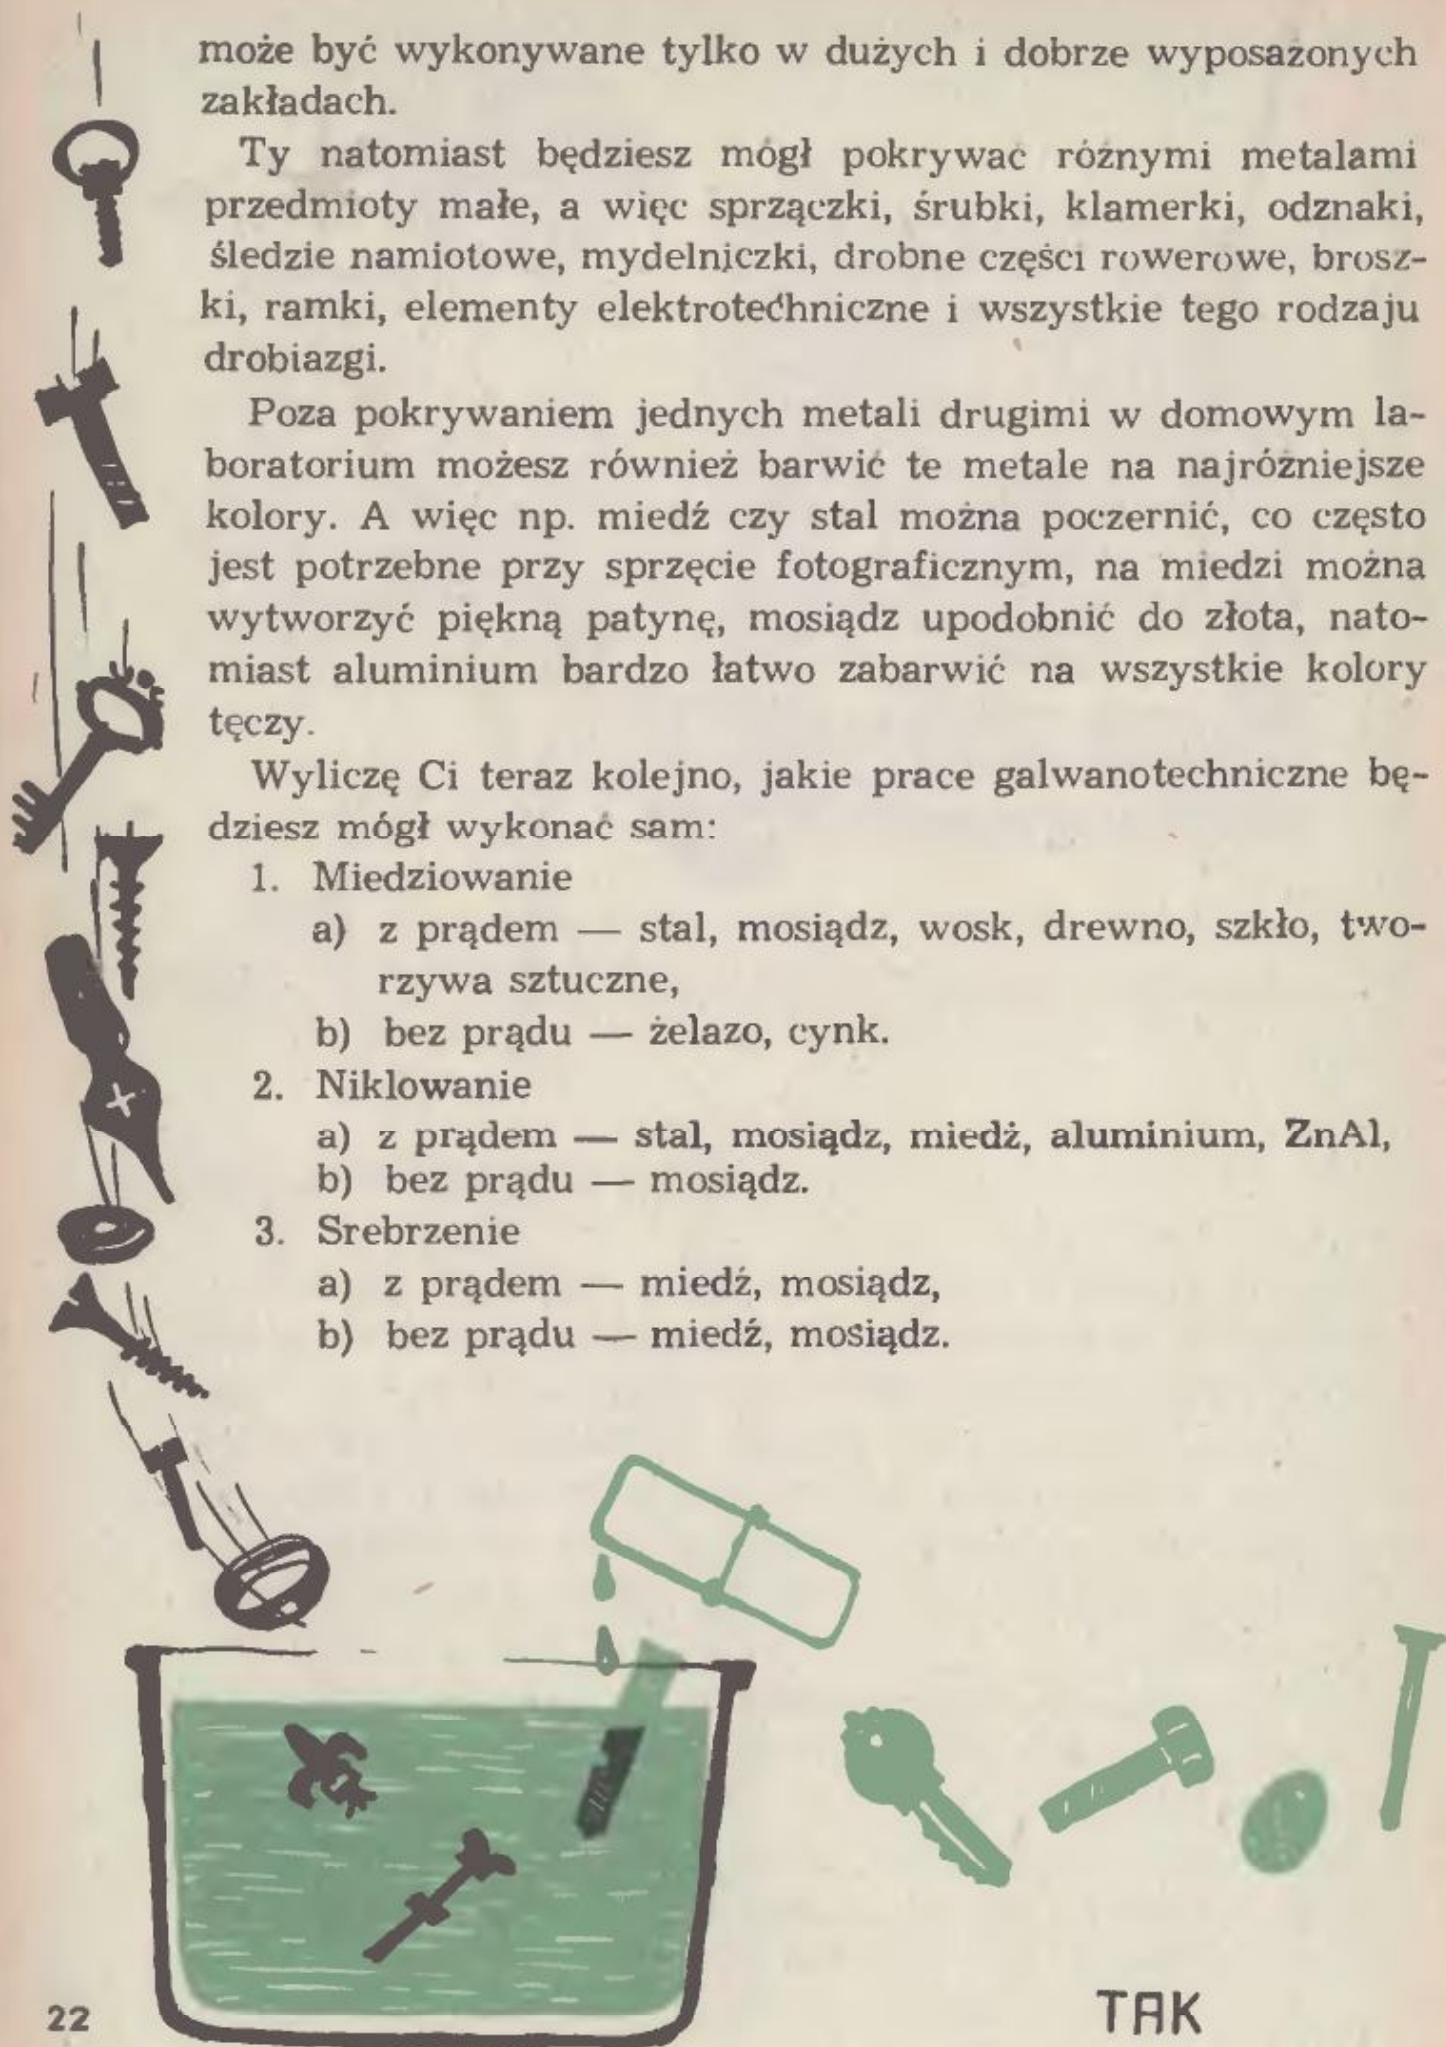 może być wykonywane tylko w dużych i dobrze wyposażonych
zakładach.
Ty natomiast będziesz mógł pokrywać różnymi metalami
przedmioty małe, a więc sprzączki, śrubki, klamerki, odznaki,
śledzie namiotowe, mydelniczki, drobne części rowerowe, brosz-
ki, ramki, elementy elektrotechniczne i wszystkie tego rodzaju
drobiazgi.
Poza pokrywaniem jednych metali drugimi w domowym la-
boratorium możesz również barwić te metale na najróżniejsze
kolory. A więc np. miedź czy stal można poczernić, co często
jest potrzebne przy sprzęcie fotograficznym, na miedzi można
wytworzyć piękną patynę, mosiądz upodobnić do złota, nato-
miast aluminium bardzo łatwo zabarwić na wszystkie kolory
tęczy.
Wyliczę Ci teraz kolejno, jakie prace galwanotechniczne bę-
dziesz mógł wykonać sam:
1. Miedziowanie
a) z prądem — stal, mosiądz, wosk, drewno, szkło, two-
rzywa sztuczne,
b) bez prądu — żelazo, cynk.
2. Niklowanie
a) z prądem — stal, mosiądz, miedż, aluminium, ZnAl,
b) bez prądu — mosiądz.
3. Srebrzenie
a) z prądem — miedź, mosiądz,
b) bez prądu — miedź, mosiądz.
22
TAK